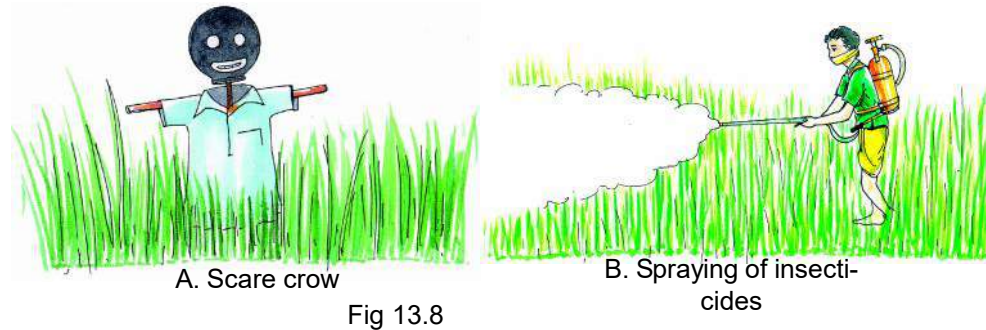 A. Scare crow
B. Spraying of insecti-
cides
Fig 13.8